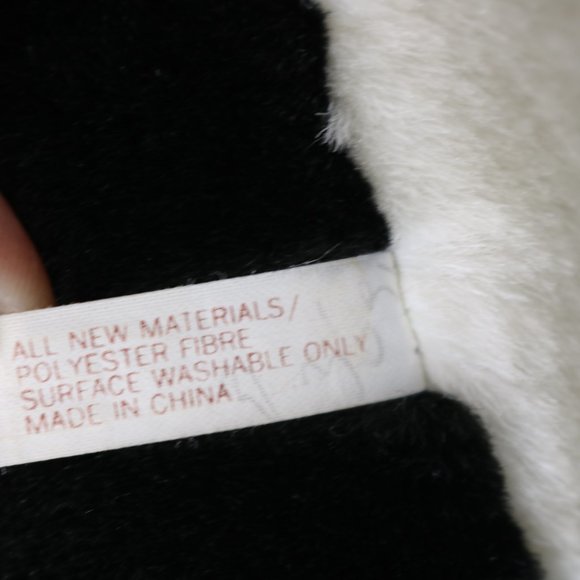 ALL NEW MATERIALS/
POLYESTER FIBRE
SURFACE WASHABLE ONLY
MADE IN CHINA